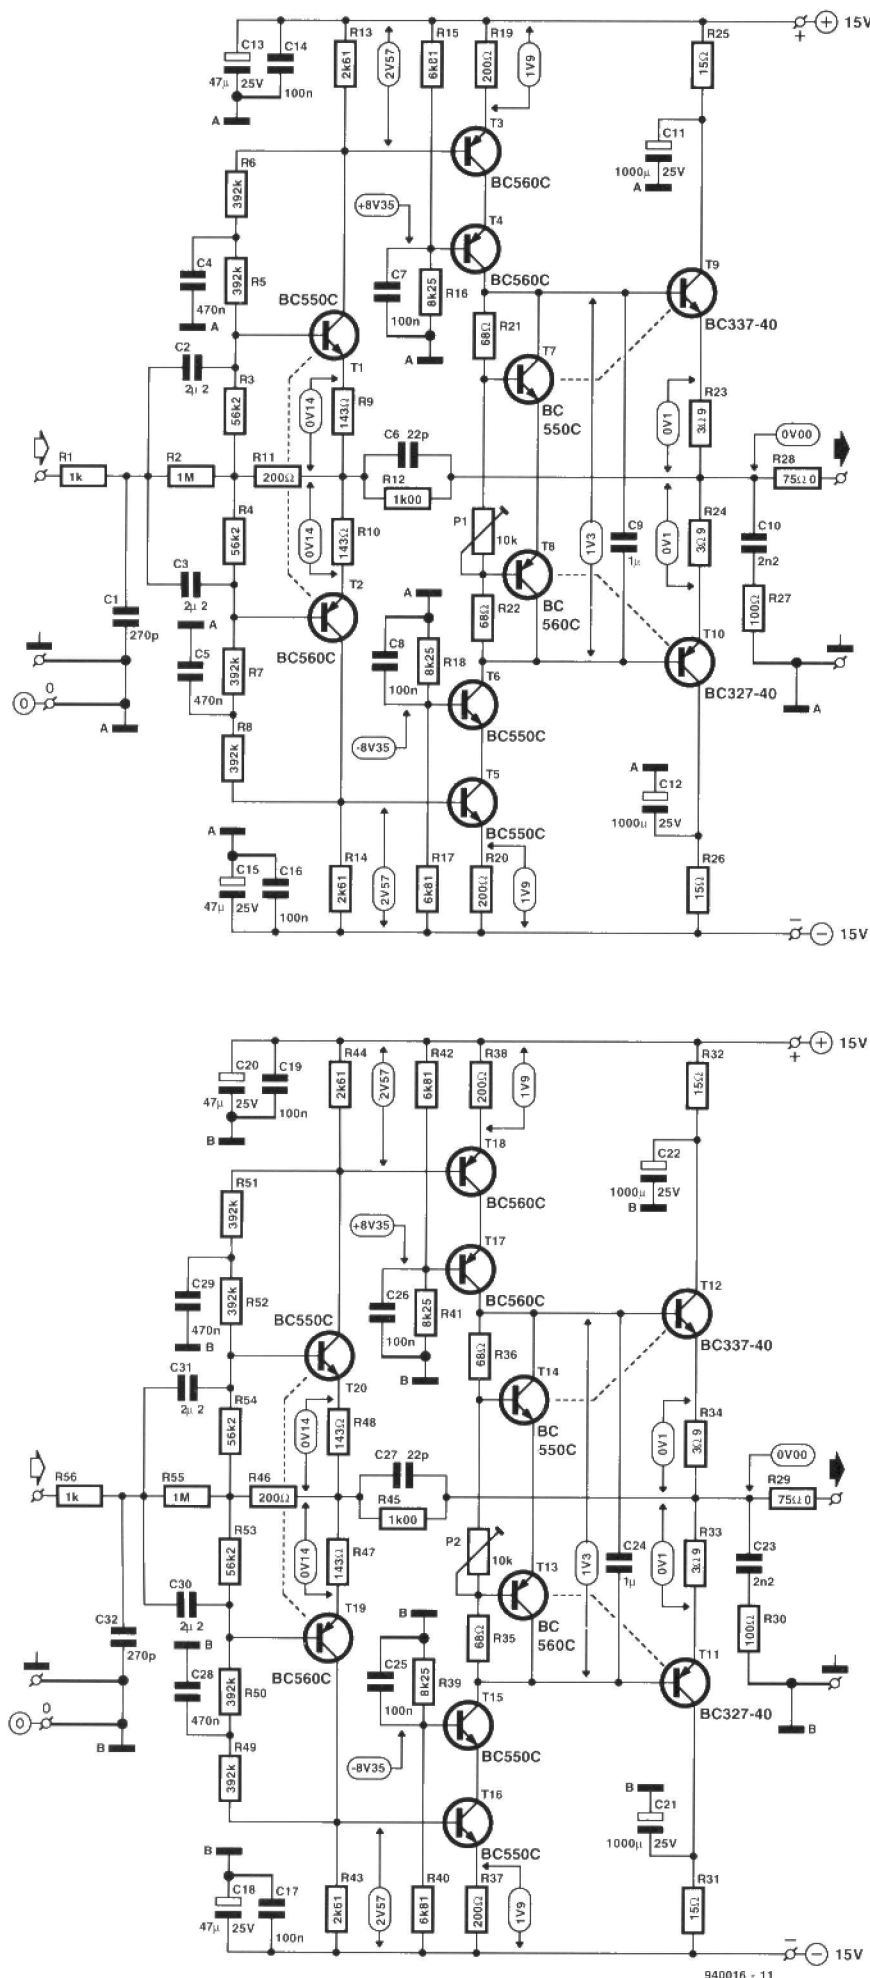 R13
R15
R19
R25
+
15V
C13
C14
2k61
2V57
6k81
200Ω
1V9
15Ω
47µ
25V
100n
A
T3
C11
R6
BC560C
1000µ
25V
A
392k
+8V35
T4
C4
R5
C7
BC560C
T9
392k
R16
8k25
BC550C
R21
470n
100n
A
68Ω
BC337-40
C2
T7
A
T1
2µ2
R3
R9
BC
550C
R23
56k2
0V14
143Ω
0V1
3Ω9
C6
22p
0V00
R1
R2
R11
R12
R28
1k
1M
200Ω
1k00
75Ω0
R4
R10
P1
R24
56k2
0V14
143Ω
10k
1V3
C9
0V1
3Ω9
C10
T8
1µ
2n2
C3
T2
A
R22
BC
560C
R27
C1
2µ2
68Ω
100Ω
T10
270p
A
C8
R18
C5
R7
BC560C
8k25
T6
BC327-40
392k
100n
0
0
470n
R8
BC550C
A
A
-8V35
T5
A
392k
C12
BC550C
1000µ
25V
A
R14
R17
R20
R26
C15
C16
2k61
2V57
6k81
200Ω
1V9
15Ω
47µ
25V
100n
−
15V
R44
R42
R38
R32
+
15V
C20
C19
2k61
2V57
6k81
200Ω
1V9
15Ω
47µ
25V
100n
B
T18
C22
R51
BC560C
1000µ
25V
B
392k
+8V35
T17
C29
R52
C26
BC560C
T12
392k
R41
8k25
BC550C
R36
470n
100n
B
68Ω
BC337-40
C31
T14
B
T20
2µ2
R54
R48
BC
550C
R34
56k2
0V14
143Ω
0V1
3Ω9
C27
22p
0V00
R56
R55
R46
R45
R29
1k
1M
200Ω
1k00
75Ω0
R53
R47
P2
R33
56k2
0V14
143Ω
10k
1V3
C24
0V1
3Ω9
C23
T13
1µ
2n2
C30
T19
B
R35
BC
560C
R30
C32
2µ2
68Ω
100Ω
T11
270p
B
C25
R39
C28
R50
BC560C
8k25
T15
BC327-40
392k
100n
0
0
470n
R49
BC550C
B
B
-8V35
T16
B
392k
C21
BC550C
1000µ
25V
B
R43
R40
R37
R31
C18
C17
2k61
2V57
6k81
200Ω
1V9
15Ω
47µ
25V
100n
−
15V
940016 - 11